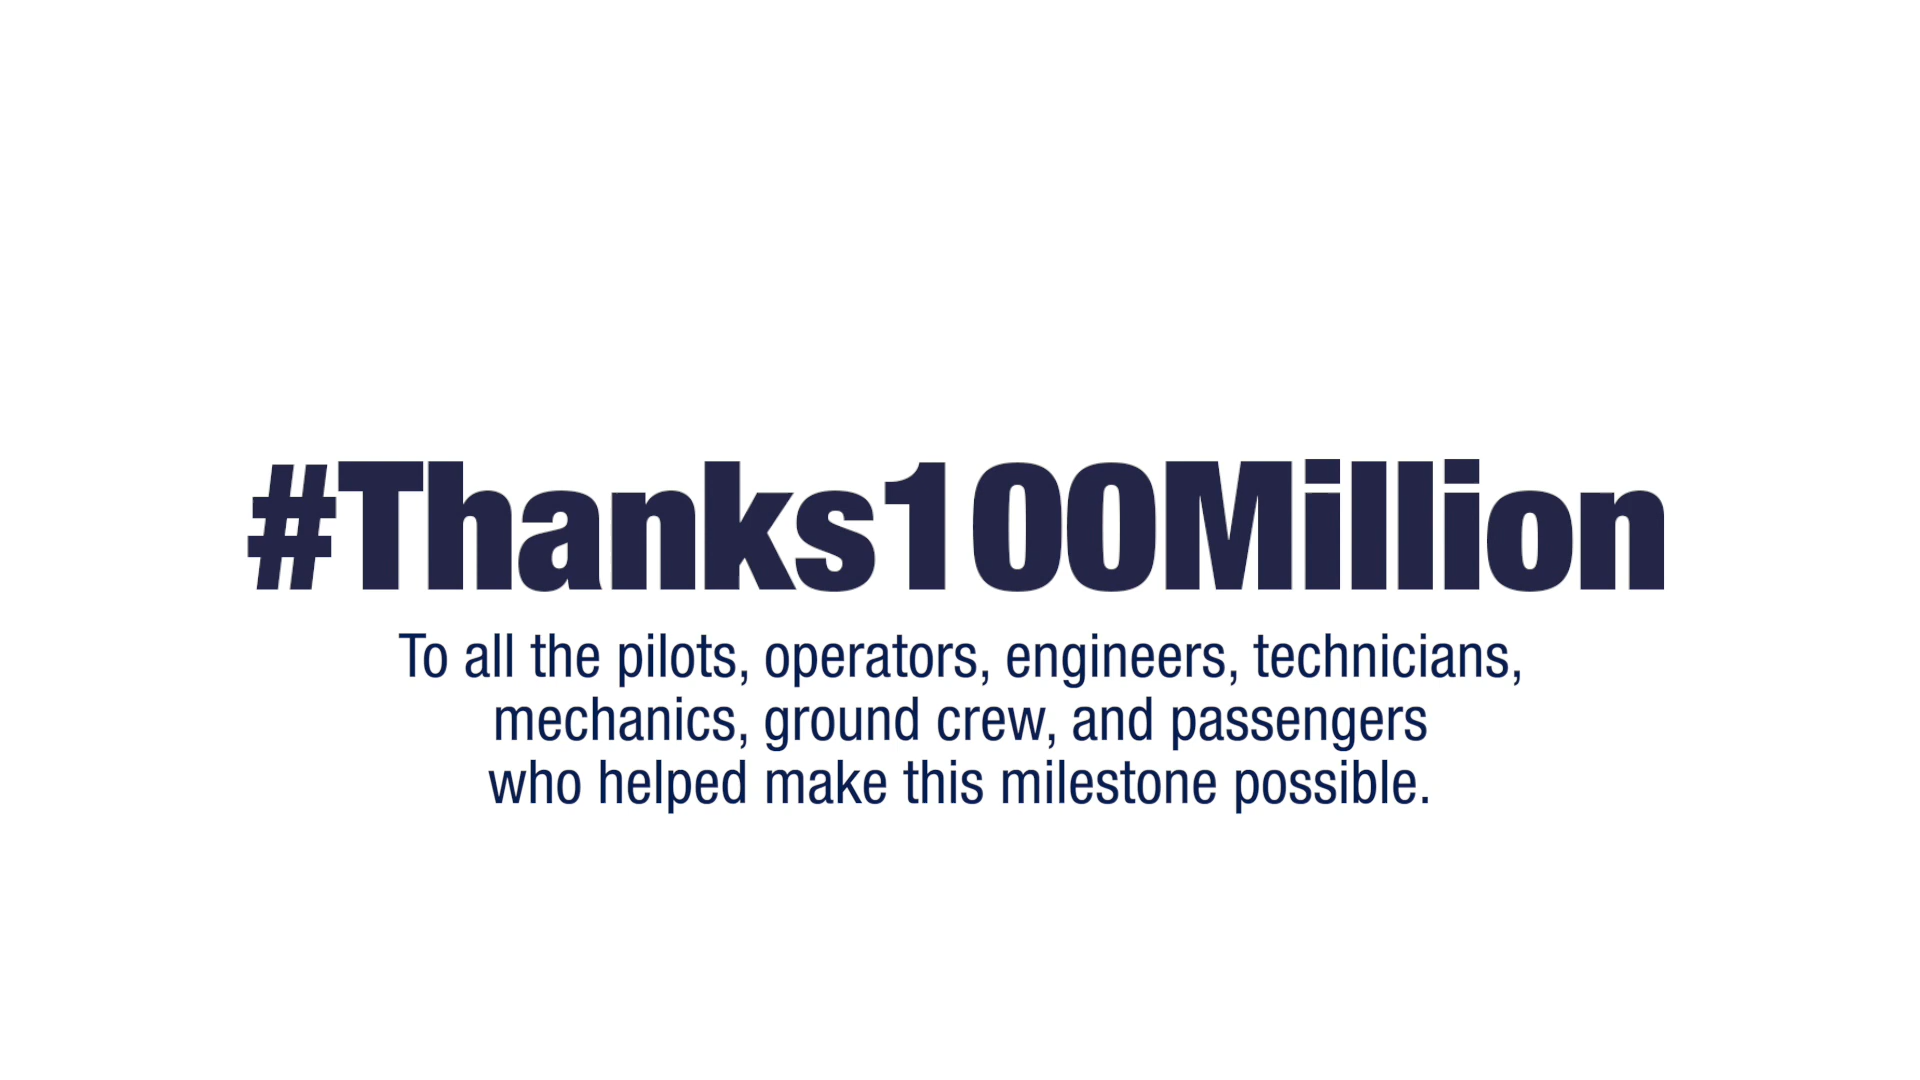 #Thanks100Million
To all the pilots, operators, engineers, technicians,
mechanics, ground crew, and passengers
who helped make this milestone possible.